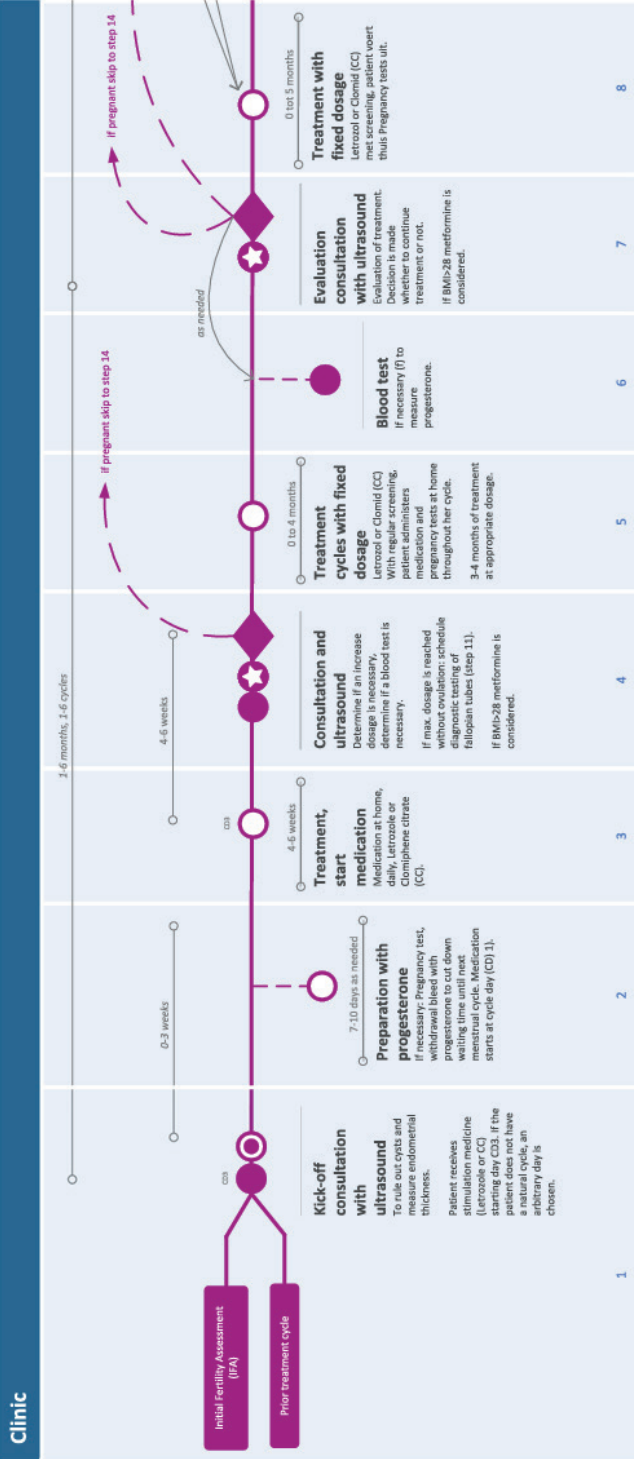 Clinic
1-6 months, 1-6 cycles
0-3 weeks
4-6 weeks
if pregnant skip to step 14
as needed
if pregnant skip to step 14
Initial Fertility Assessment
(IFA)
Prior treatment cycle
CD3
Kick-off
consultation
with
ultrasound
To rule out cysts and
measure endometrial
thickness.
Patient receives
stimulation medicine
(Letrozole or CC)
starting day CD3. If the
patient does not have
a natural cycle, an
arbitrary day is
chosen.
1
7-10 days as needed
Preparation with
progesterone
If necessary: Pregnancy test,
withdrawal bleed with
progesterone to cut down
waiting time until next
menstrual cycle. Medication
starts at cycle day (CD) 1).
2
CD3
4-6 weeks
Treatment,
start
medication
Medication at home,
daily, Letrozole or
Clomiphene citrate
(CC).
3
Consultation and
ultrasound
Determine if an increase
dosage is necessary,
determine if a blood test is
necessary.
If max. dosage is reached
without ovulation: schedule
diagnostic testing of
fallopian tubes (step 11).
If BMI>28 metformine is
considered.
4
0 to 4 months
Treatment
cycles with fixed
dosage
Letrozol or Clomid (CC)
With regular screening,
patient administers
medication and
pregnancy tests at home
throughout her cycle.
3-4 months of treatment
at appropriate dosage.
5
Blood test
If necessary (f) to
measure
progesterone.
6
Evaluation
consultation
with ultrasound
Evaluation of treatment.
Decision is made
whether to continue
treatment or not.
If BMI>28 metformine is
considered.
7
0 tot 5 months
Treatment with
fixed dosage
Letrozol or Clomid (CC)
met screening, patient voert
thuis Pregnancy tests uit.
8